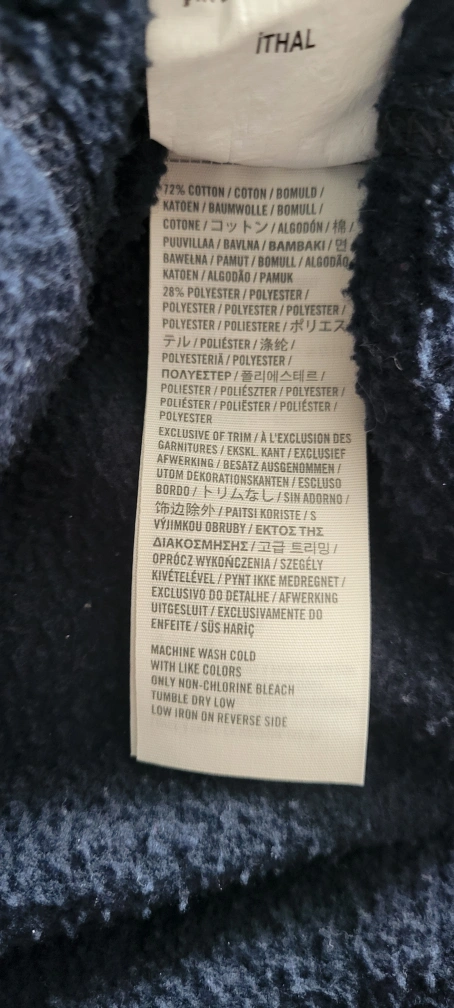 İTHAL
72% COTTON / COTON / BOMULD /
KATOEN / BAUMWOLLE / BOMULL /
COTONE / コットン / ALGODÓN / 棉 /
PUUVILLAA / BAVLNA / ΒΑΜΒΑΚΙ / 면
BAWEŁNA / PAMUT / BOMULL / ALGODÃO
KATOEN / ALGODÃO / PAMUK
28% POLYESTER / POLYESTER /
POLYESTER / POLYESTER / POLYESTER /
POLYESTER / POLIESTERE / ポリエス
テル / POLIÉSTER / 涤纶 /
POLYESTERIÄ / POLYESTER /
ΠΟΛΥΕΣΤΕΡ / 폴리에스테르 /
POLIESTER / POLIÉSZTER / POLYESTER /
POLIÉSTER / POLIËSTER / POLIÉSTER /
POLYESTER
EXCLUSIVE OF TRIM / À L'EXCLUSION DES
GARNITURES / EKSKL. KANT / EXCLUSIEF
AFWERKING / BESATZ AUSGENOMMEN /
UTOM DEKORATIONSKANTEN / ESCLUSO
BORDO / トリムなし / SIN ADORNO /
饰边除外 / PAITSI KORISTE / S
VÝJIMKOU OBRUBY / ΕΚΤΟΣ ΤΗΣ
ΔΙΑΚΟΣΜΗΣΗΣ / 고급 트리밍 /
OPRÓCZ WYKOŃCZENIA / SZEGÉLY
KIVÉTELÉVEL / PYNT IKKE MEDREGNET /
EXCLUSIVO DO DETALHE / AFWERKING
UITGESLUIT / EXCLUSIVAMENTE DO
ENFEITE / SÜS HARİÇ
MACHINE WASH COLD
WITH LIKE COLORS
ONLY NON-CHLORINE BLEACH
TUMBLE DRY LOW
LOW IRON ON REVERSE SIDE